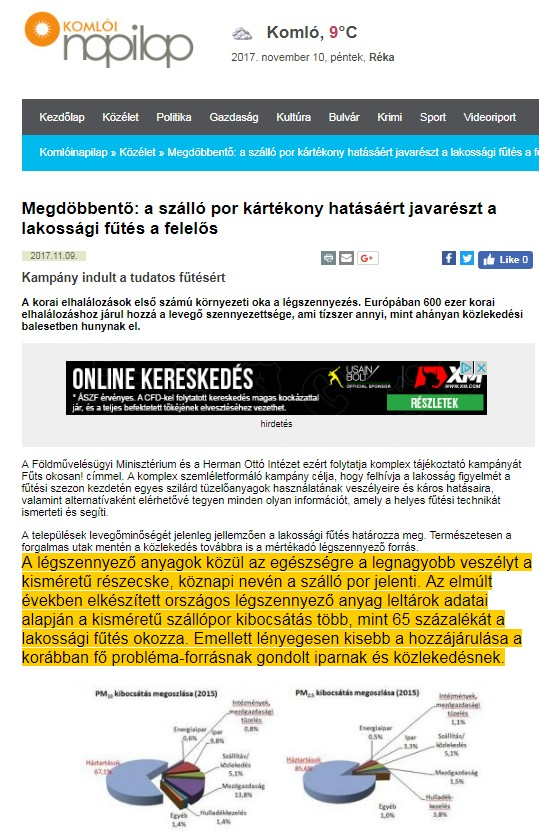 KOMLÓI
napilap
Komló, 9°C
2017. november 10, péntek, Réka
Kezdőlap Közélet Politika Gazdaság Kultúra Bulvár Krimi Sport Videoriport
Komlóinapilap » Közélet » Megdöbbentő: a szálló por kártékony hatásáért javarészt a lakossági fűtés a fe
Megdöbbentő: a szálló por kártékony hatásáért javarészt a
lakossági fűtés a felelős
2017.11.09.
G+
Like 0
Kampány indult a tudatos fűtésért
A korai elhalálozások első számú környezeti oka a légszennyezés. Európában 600 ezer korai
elhalálozáshoz járul hozzá a levegő szennyezettsége, ami tízszer annyi, mint ahányan közlekedési
balesetben hunynak el.
ONLINE KERESKEDÉS
* ÁSZF érvényes. A CFD-kel folytatott kereskedés magas kockázattal
jár, és a teljes befektetett tőkéjének elvesztéséhez vezethet.
USAIN
BOLT
OFFICIAL SPONSOR
XM
WWW.XM.COM
RÉSZLETEK
hirdetés
A Földművelésügyi Minisztérium és a Herman Ottó Intézet ezért folytatja komplex tájékoztató kampányát
Fűts okosan! címmel. A komplex szemléletformáló kampány célja, hogy felhívja a lakosság figyelmét a
fűtési szezon kezdetén egyes szilárd tüzelőanyagok használatának veszélyeire és káros hatásaira,
valamint alternatívaként elérhetővé tegyen minden olyan információt, amely a helyes fűtési technikát
ismerteti és segíti.
A települések levegőminőségét jelenleg jellemzően a lakossági fűtés határozza meg. Természetesen a
forgalmas utak mentén a közlekedés továbbra is a mértékadó légszennyező forrás.
A légszennyező anyagok közül az egészségre a legnagyobb veszélyt a
kisméretű részecske, köznapi nevén a szálló por jelenti. Az elmúlt
években elkészített országos légszennyező anyag leltárok adatai
alapján a kisméretű szállópor kibocsátás több, mint 65 százalékát a
lakossági fűtés okozza. Emellett lényegesen kisebb a hozzájárulása a
korábban fő probléma-forrásnak gondolt iparnak és közlekedésnek.
PM10 kibocsátás megoszlása (2015)
Intézmények,
mezőgazdasági
tüzelés
0,8%
Energiaipar
0,6%
Ipar
9,8%
Szállítás/
közlekedés
5,1%
Háztartások
67,1%
Mezőgazdaság
13,8%
Hulladékkezelés
1,4%
Egyéb
1,4%
PM2,5 kibocsátás megoszlása (2015)
Intézmények,
mezőgazdasági
tüzelés
1,1%
Energiaipar
0,5%
Ipar
3,3%
Szállítás/
közlekedés
5,1%
Háztartások
Mezőgazdaság
1,5%
Hulladék-
kezelés
3,8%
Egyéb
1,0%